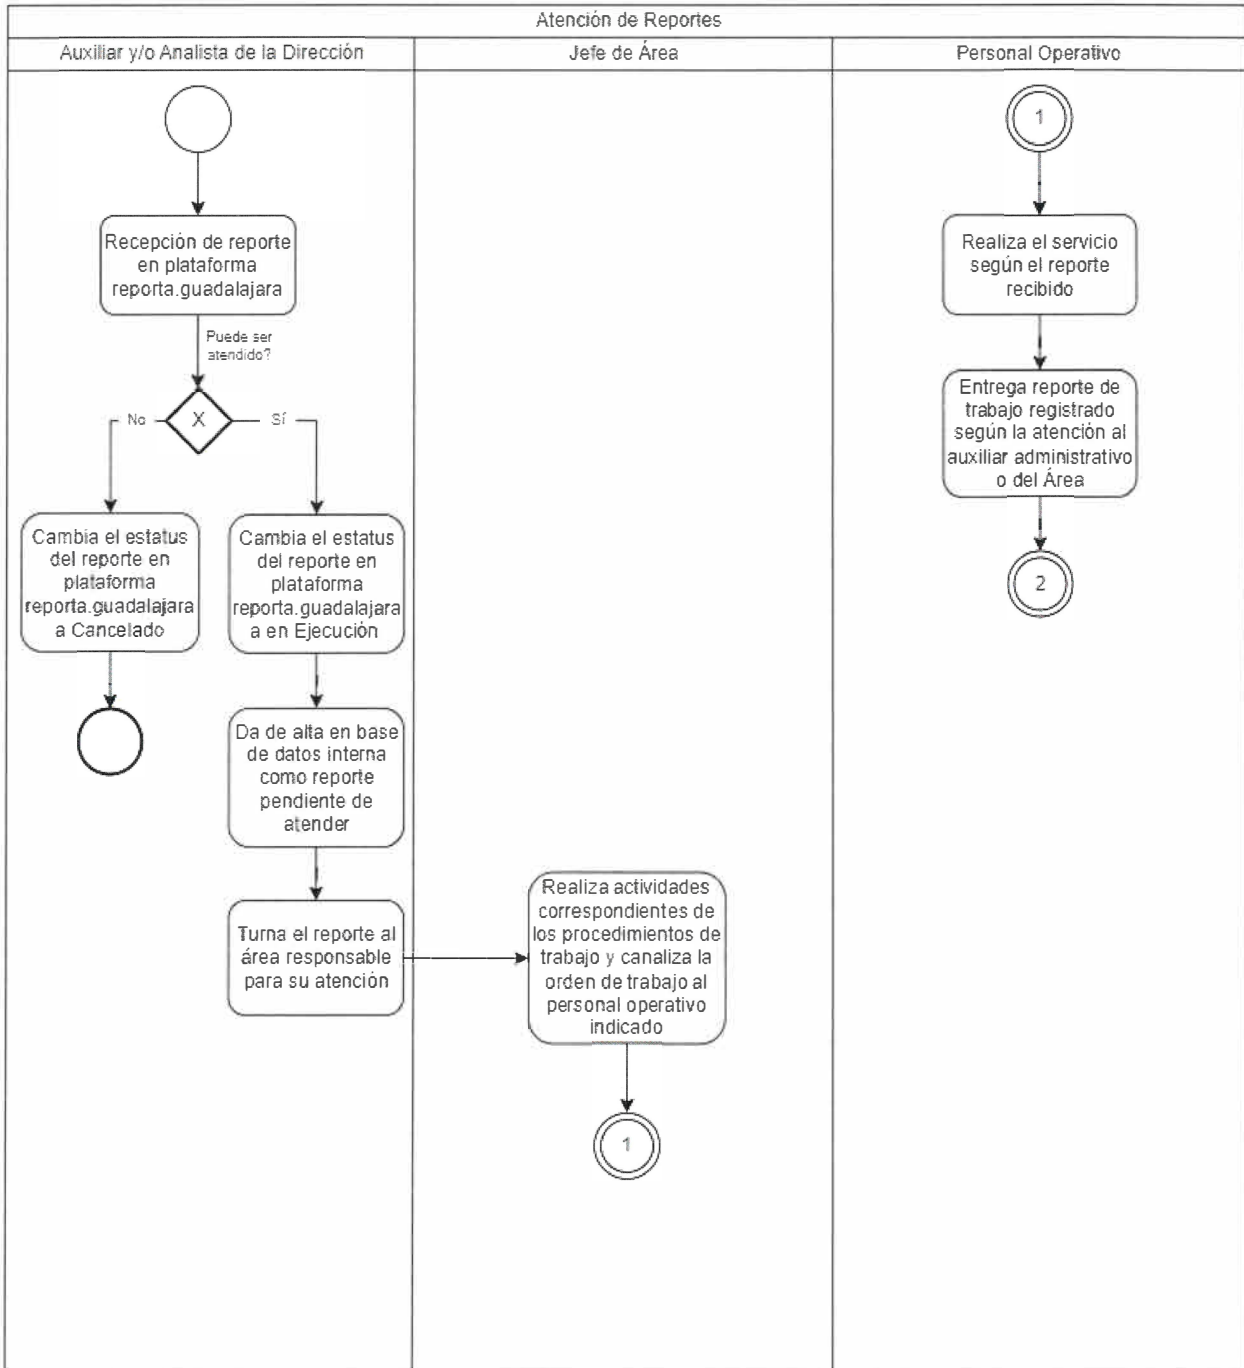 Atención de Reportes
Auxiliar y/o Analista de la Dirección
Jefe de Área
Personal Operativo
Recepción de reporte
en plataforma
reporta.guadalajara
Puede ser
atendido?
No
X
Sí
Cambia el estatus
del reporte en
plataforma
reporta.guadalajara
a Cancelado
Cambia el estatus
del reporte en
plataforma
reporta.guadalajara
a en Ejecución
Da de alta en base
de datos interna
como reporte
pendiente de
atender
Turna el reporte al
área responsable
para su atención
Realiza actividades
correspondientes de
los procedimientos de
trabajo y canaliza la
orden de trabajo al
personal operativo
indicado
1
1
Realiza el servicio
según el reporte
recibido
Entrega reporte de
trabajo registrado
según la atención al
auxiliar administrativo
o del Área
2